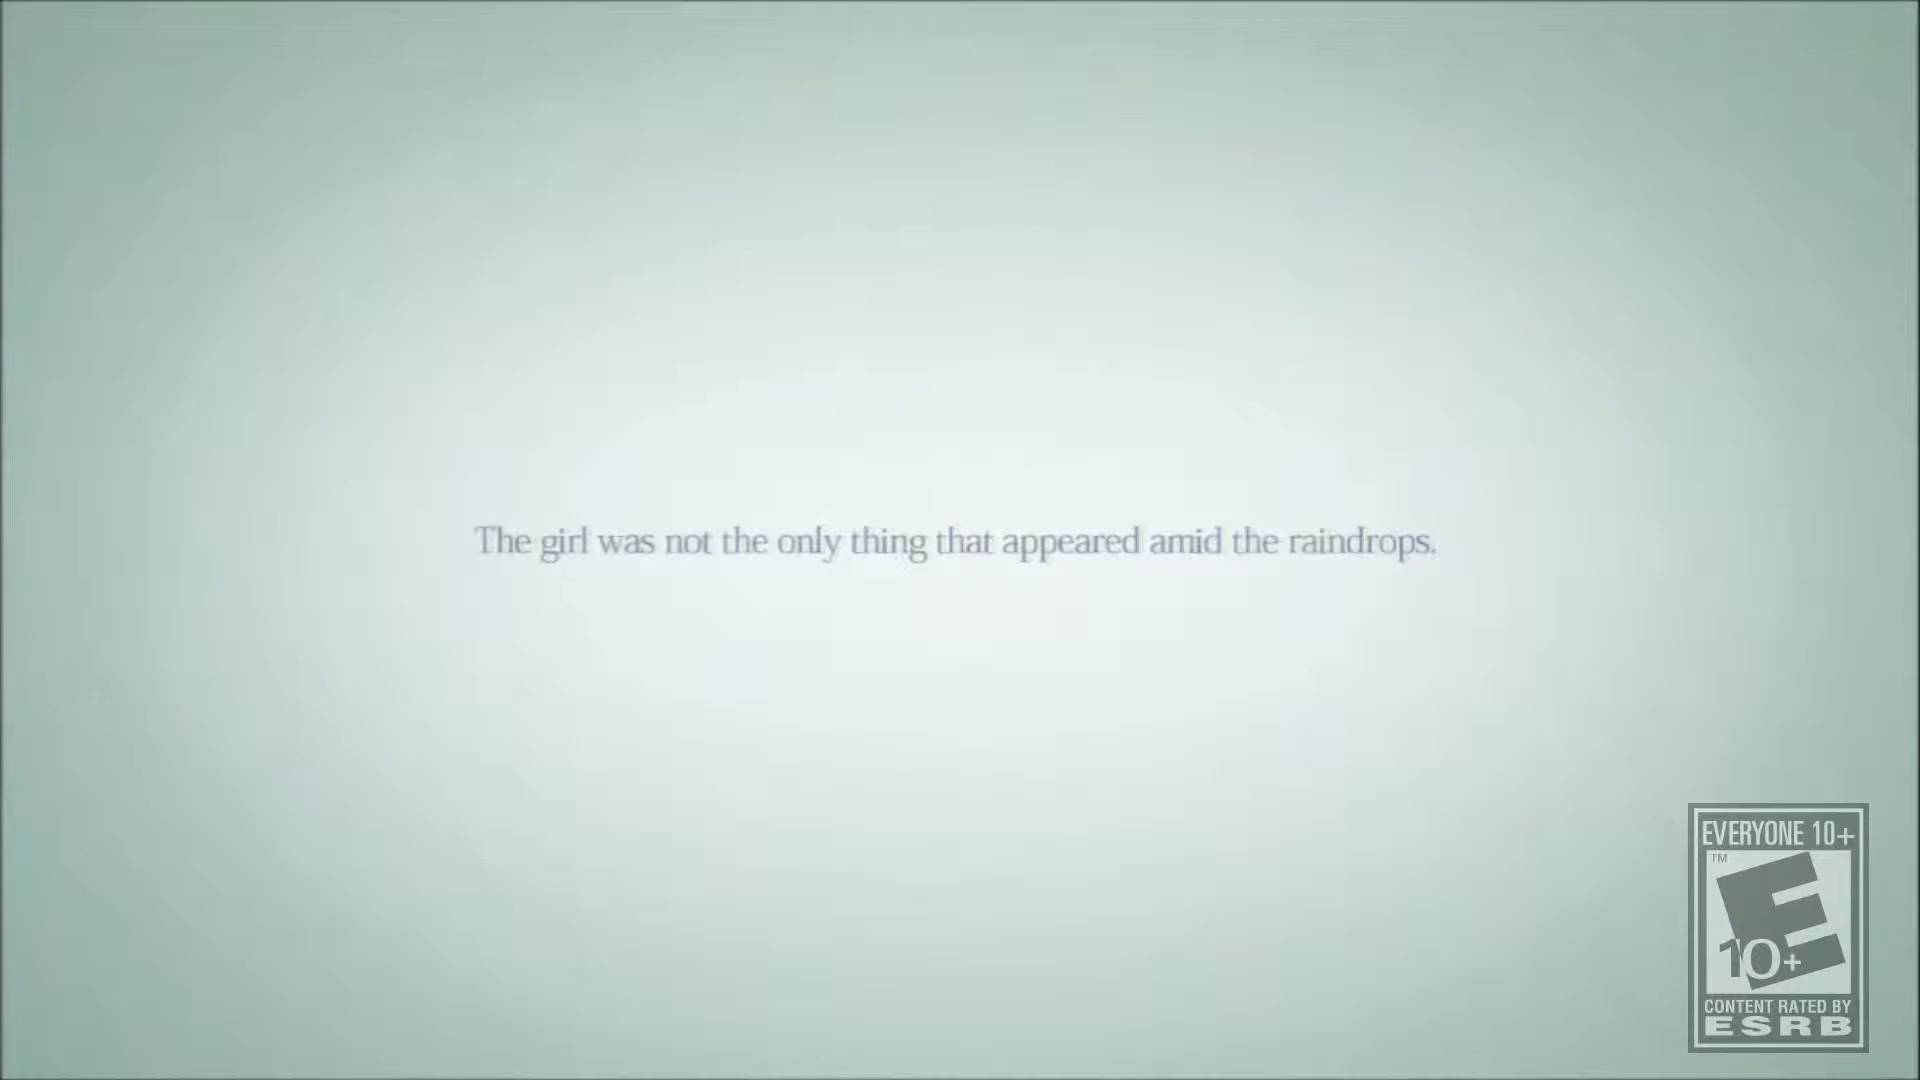 The girl was not the only thing that appeared amid the raindrops.
EVERYONE 10+
TM
E
10+
CONTENT RATED BY
ESRB